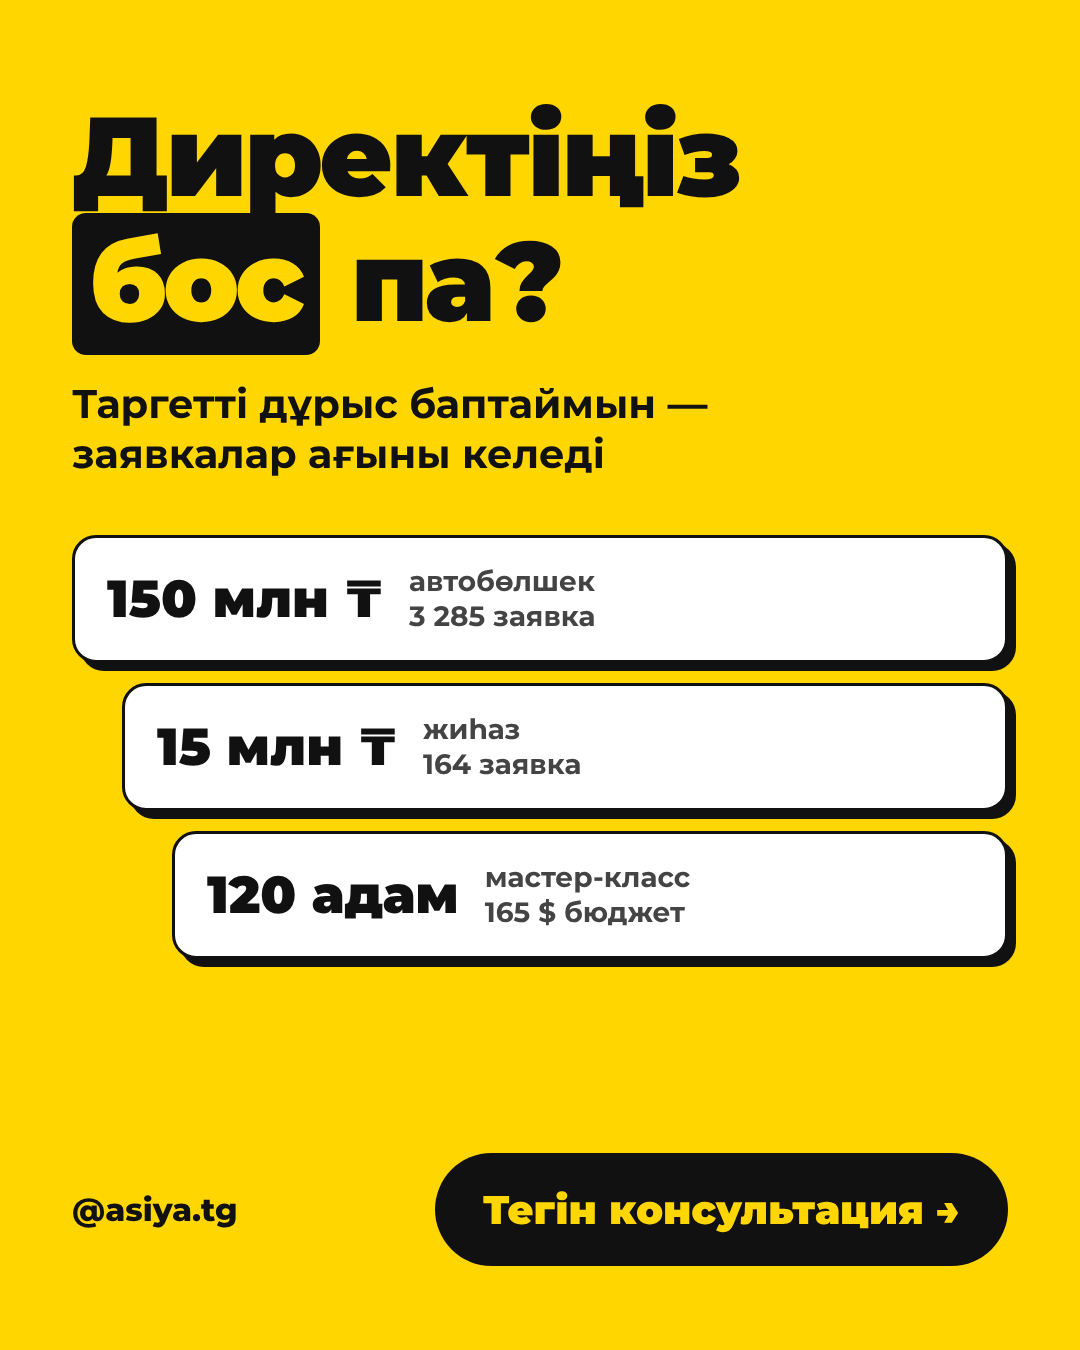 Директіңіз
бос па?
Таргетті дұрыс баптаймын —
заявкалар ағыны келеді
150 млн ₸
автобөлшек
3 285 заявка
15 млн ₸
жиһаз
164 заявка
120 адам
мастер-класс
165 $ бюджет
@asiya.tg
Тегін консультация →